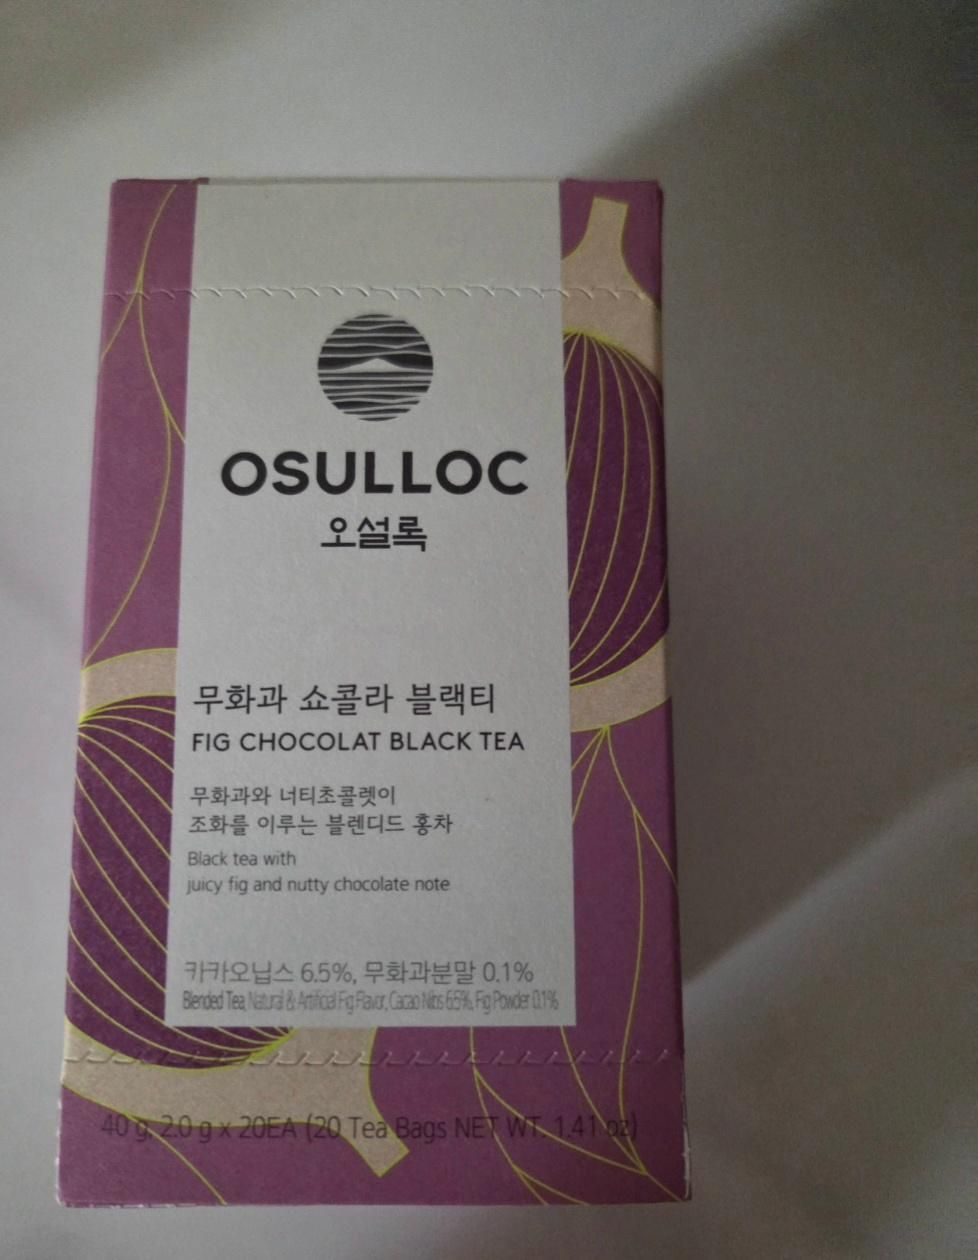 OSULLOC
오설록
무화과 쇼콜라 블랙티
FIG CHOCOLAT BLACK TEA
무화과와 너티초콜렛이
조화를 이루는 블렌디드 홍차
Black tea with
juicy fig and nutty chocolate note
카카오닙스 6.5%, 무화과분말 0.1%
Blended Tea, Natural & Artificial Fig Flavor, Cacao Nibs 6.5%, Fig Powder 0.1%
40 g, 2.0 g x 20EA (20 Tea Bags NET WT. 1.41 oz)